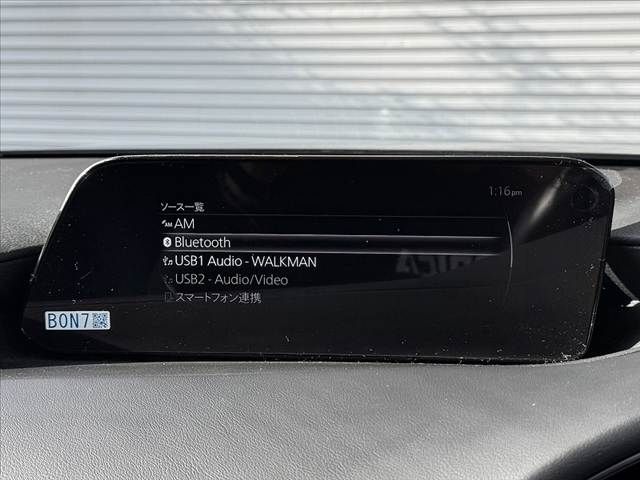 1:16pm
ソース一覧
AM
Bluetooth
USB1 Audio - WALKMAN
USB2 - Audio/Video
スマートフォン連携
B0N7